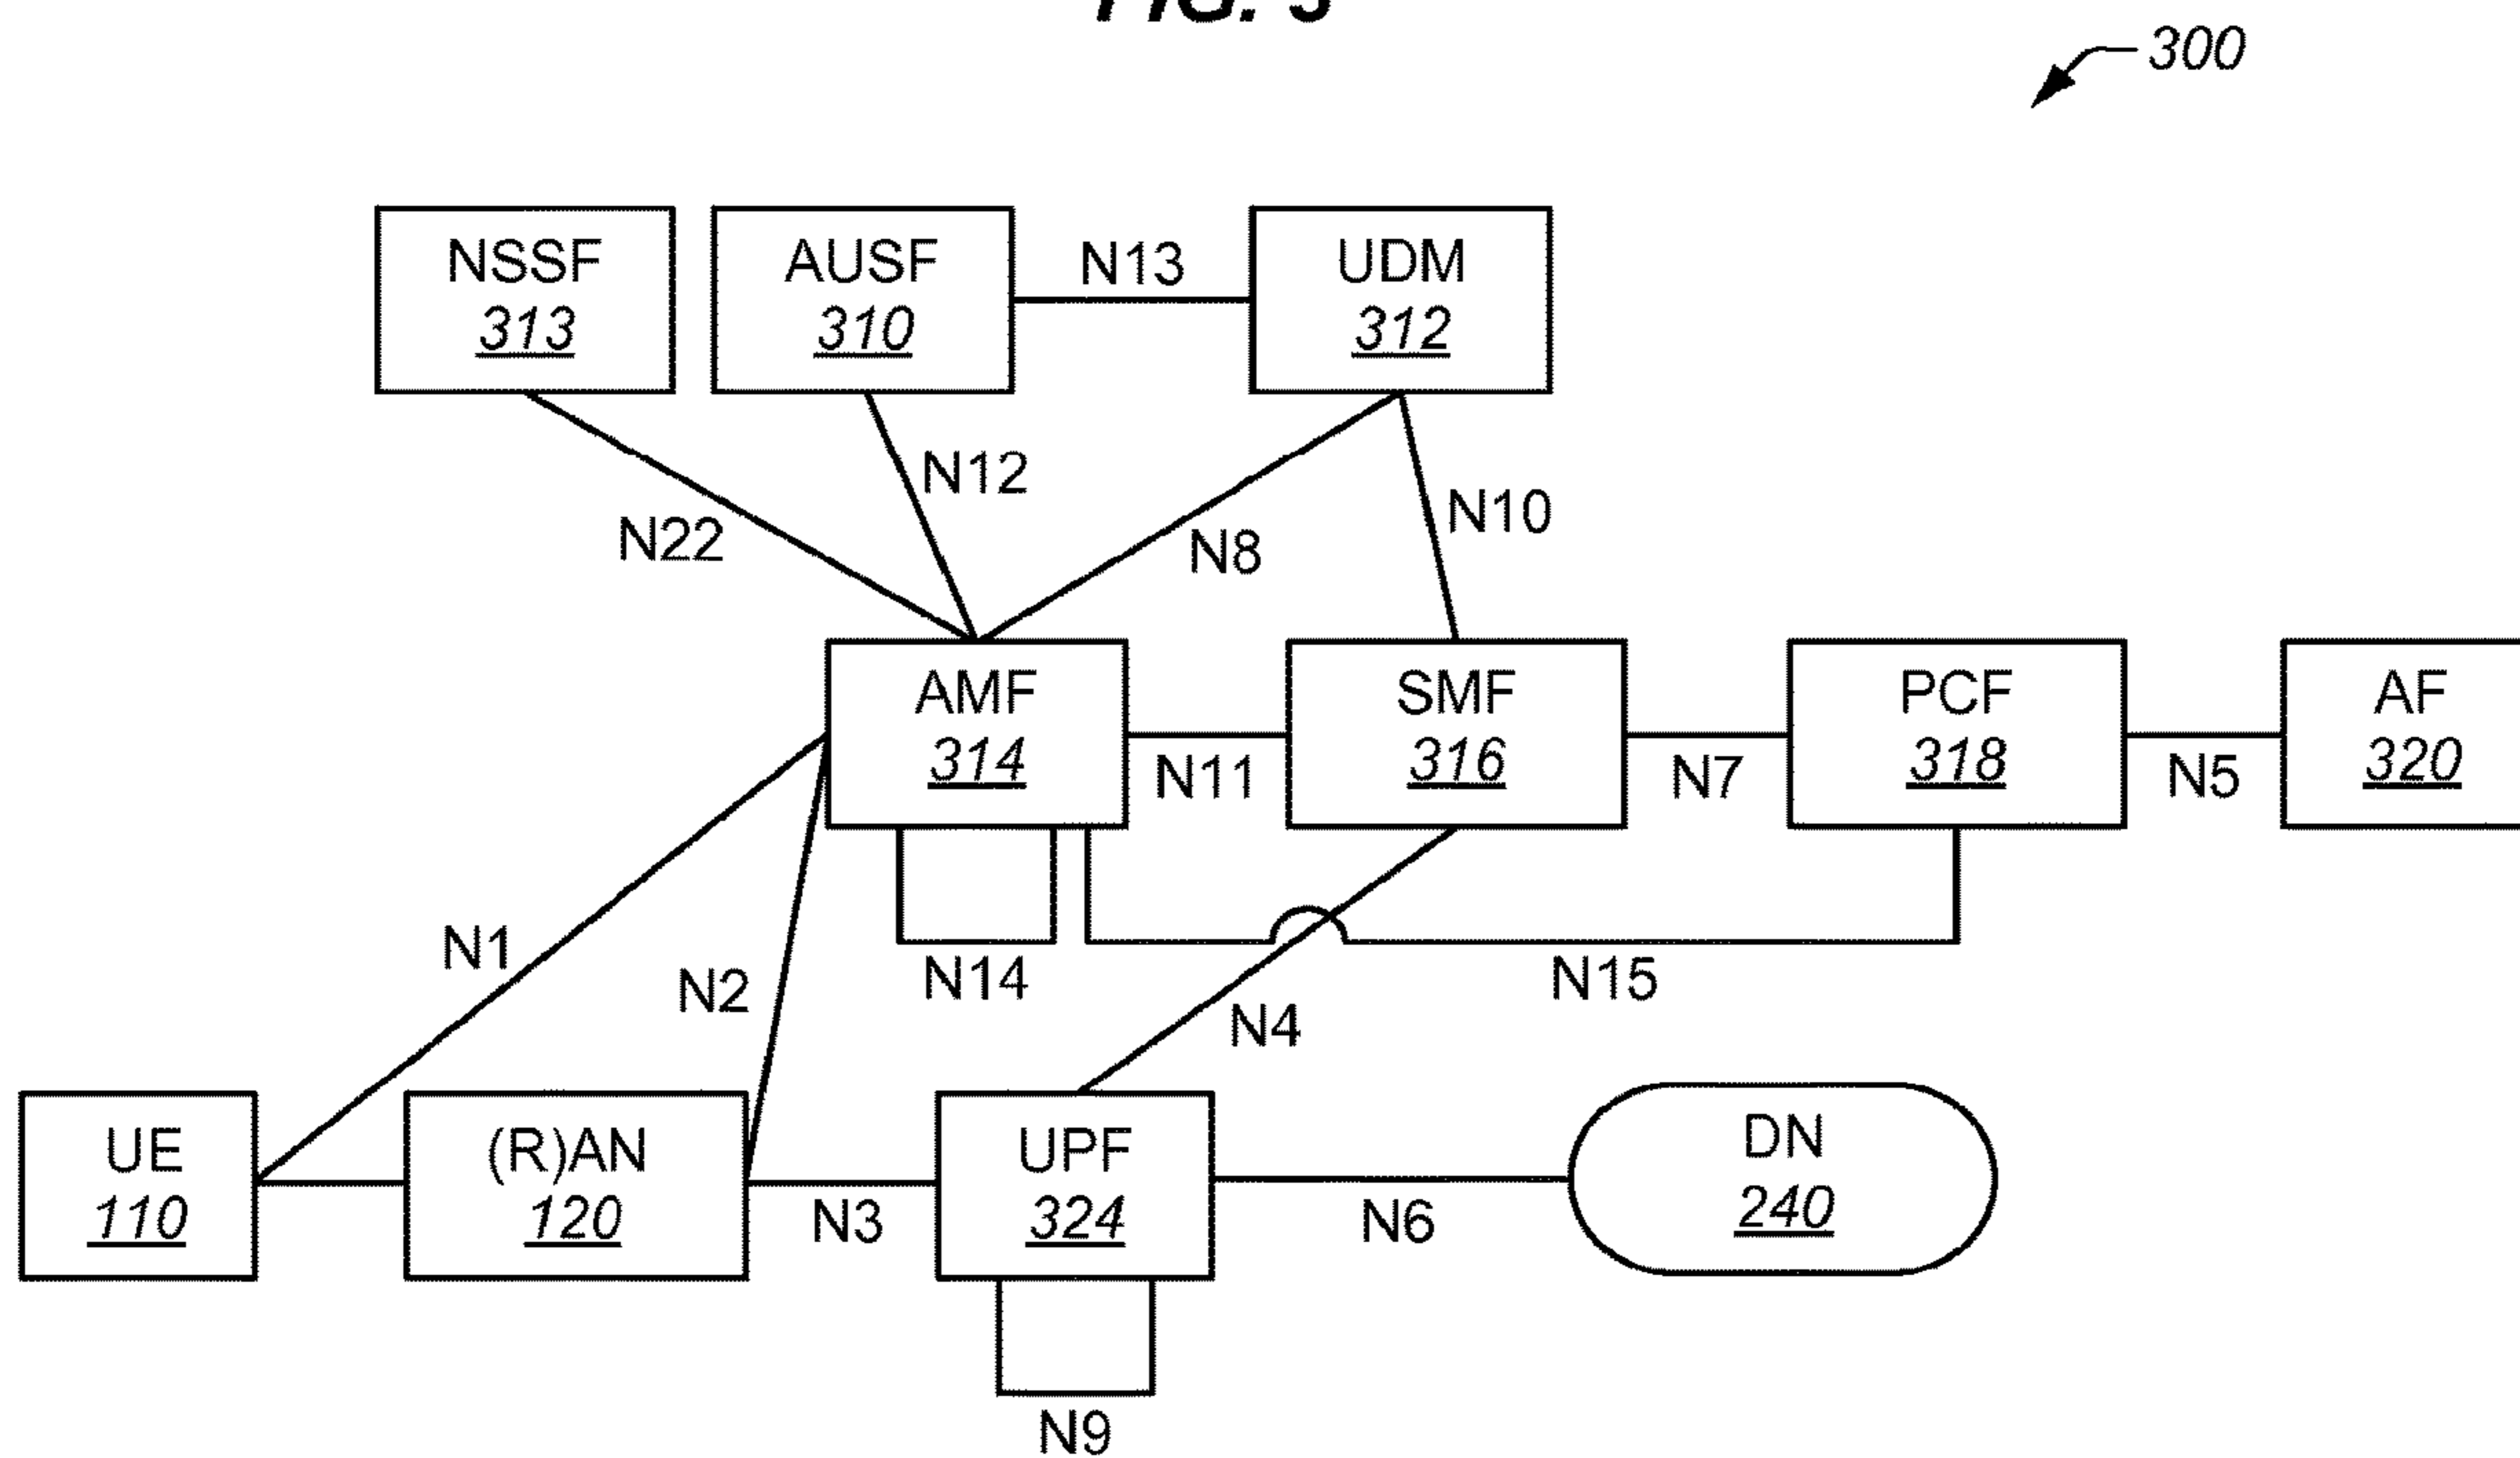 FIG. 3
300
NSSF
313
AUSF
310
N13
UDM
312
N12
N10
N22
N8
AMF
314
N11
SMF
316
N7
PCF
318
N5
AF
320
N1
N2
N14
N15
N4
UE
110
(R)AN
120
N3
UPF
324
N6
DN
240
N9